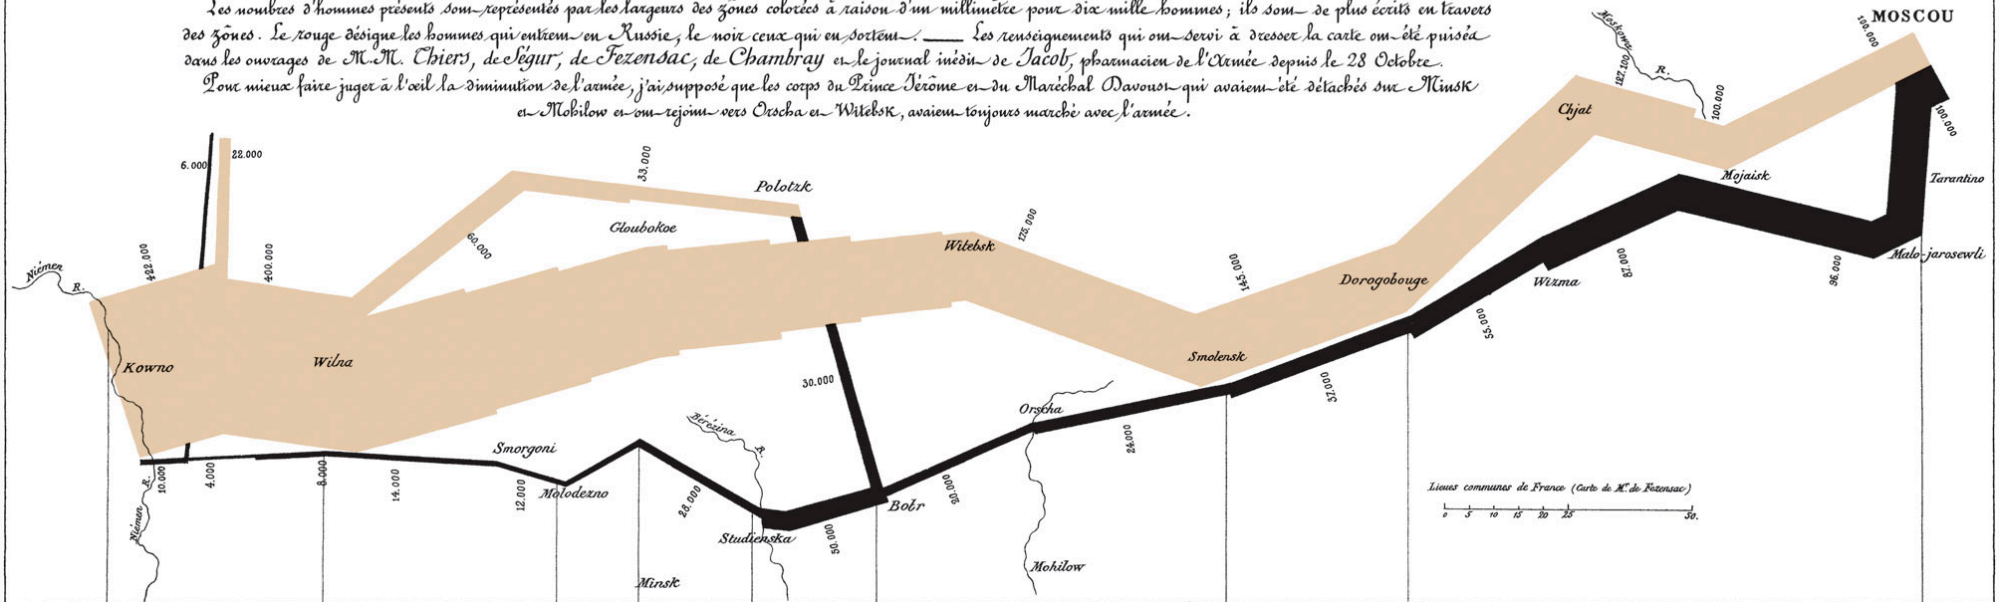 Les nombres d'hommes présents sont représentés par les largeurs des zônes colorées à raison d'un millimètre pour dix mille hommes; ils sont de plus écrits en travers
des zônes. Le rouge désigne les hommes qui entrent en Russie, le noir ceux qui en sortent. — Les renseignements qui ont servi à dresser la carte ont été puisés
dans les ouvrages de M.M. Thiers, de Ségur, de Fezensac, de Chambray et le journal inédit de Jacob, pharmacien de l'Armée depuis le 28 Octobre.
Pour mieux faire juger à l'œil la diminution de l'armée, j'ai supposé que les corps du Prince Jérôme et du Maréchal Davoust qui avaient été détachés sur Minsk
et Mohilow et ont rejoint vers Orscha et Witebsk, avaient toujours marché avec l'armée.
MOSCOU
100.000
Moskowa R.
127.100
100.000
Chjat
100.000
Mojaisk
Tarantino
Malo-jarosewli
6.000
22.000
33.000
Polotzk
Gloubokoe
60.000
422.000
400.000
Niémen R.
Witebsk
175.000
145.000
Dorogobouge
Wizma
87.000
96.000
55.000
Kowno
Wilna
Smolensk
37.000
30.000
Orscha
24.000
Bérézina R.
Smorgoni
Molodezno
10.000
4.000
8.000
14.000
12.000
28.000
Studienska
50.000
Bobr
20.000
Niémen R.
Minsk
Mohilow
Lieues communes de France (Carte de M. de Fezensac)
0 5 10 15 20 25 50.